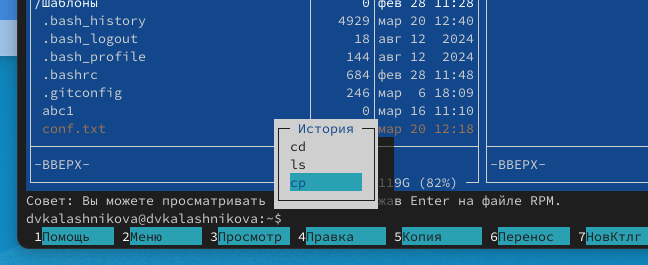 /Шаблоны 0 фев 28 11:28
.bash_history 4929 мар 20 12:40
.bash_logout 18 авг 12 2024
.bash_profile 144 авг 12 2024
.bashrc 684 фев 28 11:48
.gitconfig 246 мар 6 18:09
abc1 0 мар 16 11:10
conf.txt мар 20 12:18
История
cd
ls
cp
-ВВЕРХ- -ВВЕРХ-
119G (82%)
Совет: Вы можете просматривать жав Enter на файле RPM.
dvkalashnikova@dvkalashnikova:~$
1Помощь 2Меню 3Просмотр 4Правка 5Копия 6Перенос 7НовКтлг